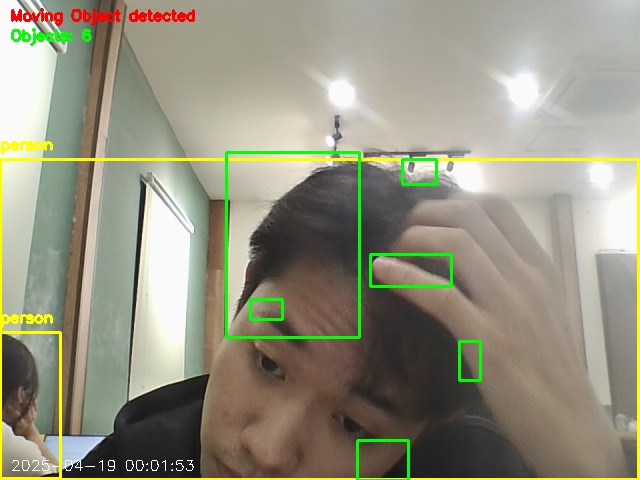 Moving Object detected
Objects: 6
person
person
2025-04-19 00:01:53